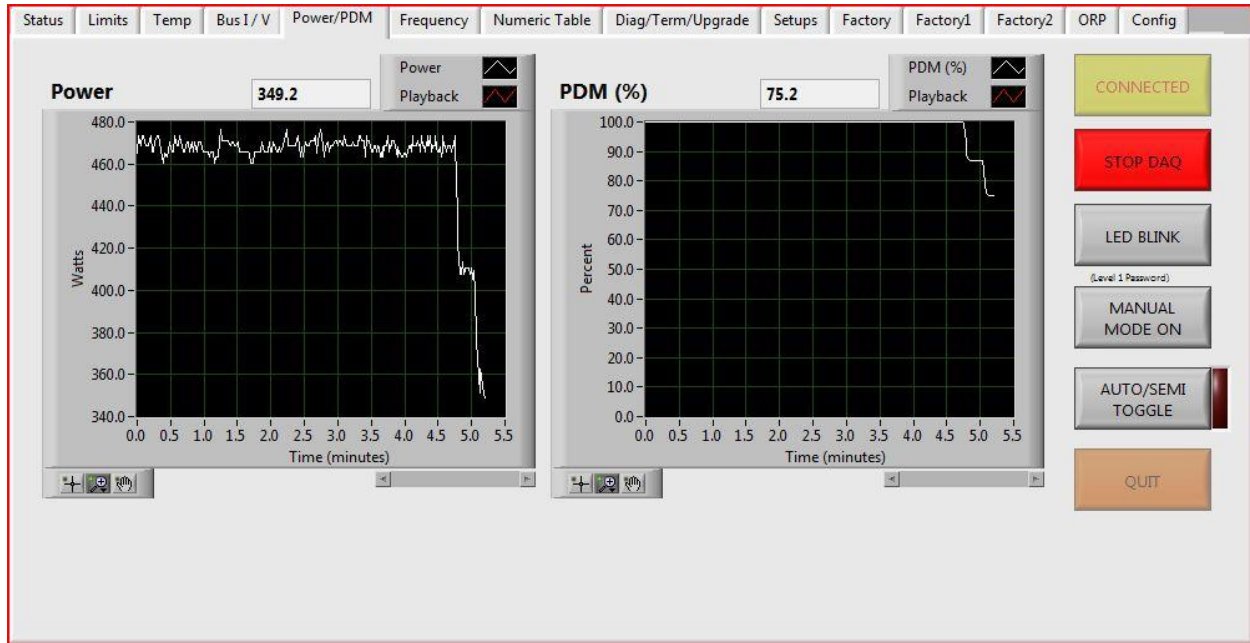 Status Limits Temp Bus I / V Power/PDM Frequency Numeric Table Diag/Term/Upgrade Setups Factory Factory1 Factory2 ORP Config
Power 349.2
Power
Playback
480.0
460.0
440.0
420.0
400.0
380.0
360.0
340.0
Watts
0.0 0.5 1.0 1.5 2.0 2.5 3.0 3.5 4.0 4.5 5.0 5.5
Time (minutes)
PDM (%) 75.2
PDM (%)
Playback
100.0
90.0
80.0
70.0
60.0
50.0
40.0
30.0
20.0
10.0
0.0
Percent
0.0 0.5 1.0 1.5 2.0 2.5 3.0 3.5 4.0 4.5 5.0 5.5
Time (minutes)
CONNECTED
STOP DAQ
LED BLINK
(Level 1 Password)
MANUAL
MODE ON
AUTO/SEMI
TOGGLE
QUIT